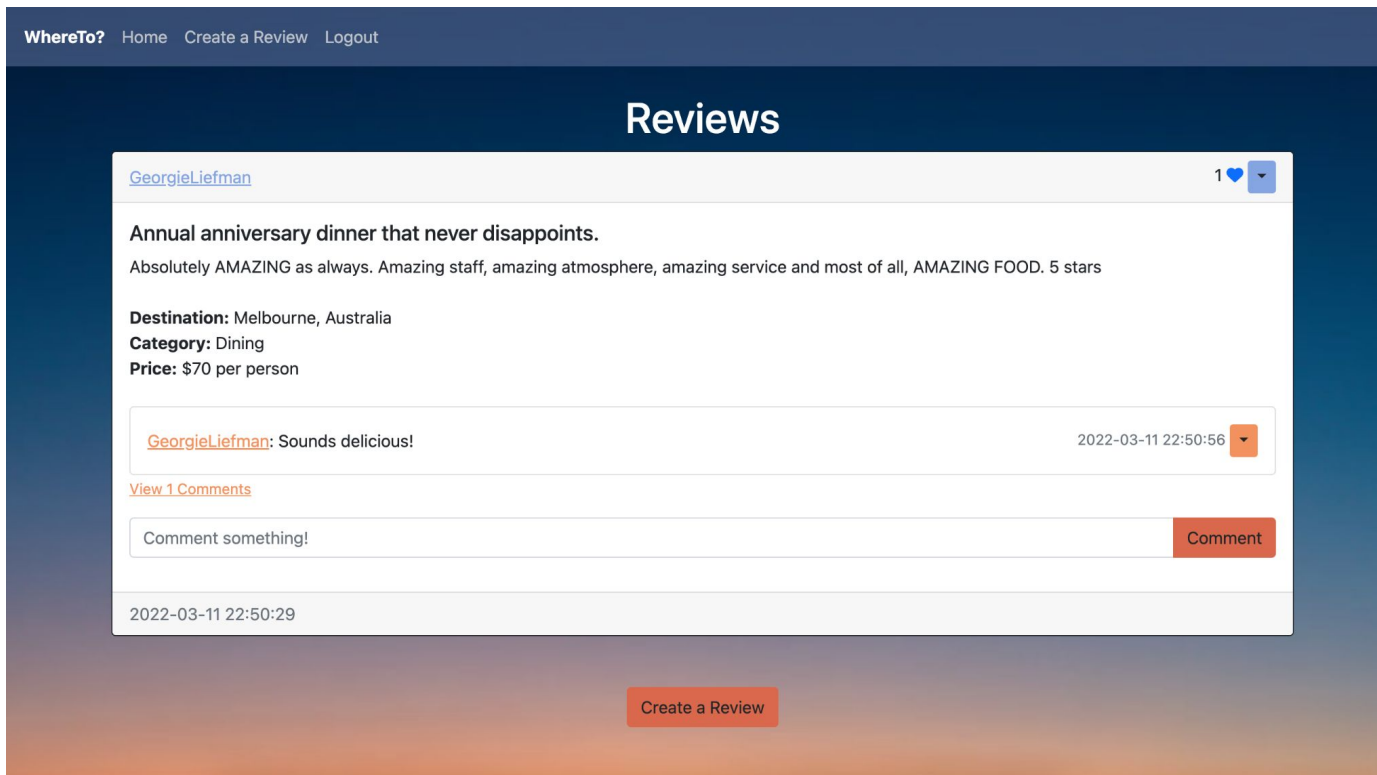 WhereTo? Home Create a Review Logout
Reviews
GeorgieLiefman 1
Annual anniversary dinner that never disappoints.
Absolutely AMAZING as always. Amazing staff, amazing atmosphere, amazing service and most of all, AMAZING FOOD. 5 stars
Destination: Melbourne, Australia
Category: Dining
Price: $70 per person
GeorgieLiefman: Sounds delicious! 2022-03-11 22:50:56
View 1 Comments
Comment something! Comment
2022-03-11 22:50:29
Create a Review